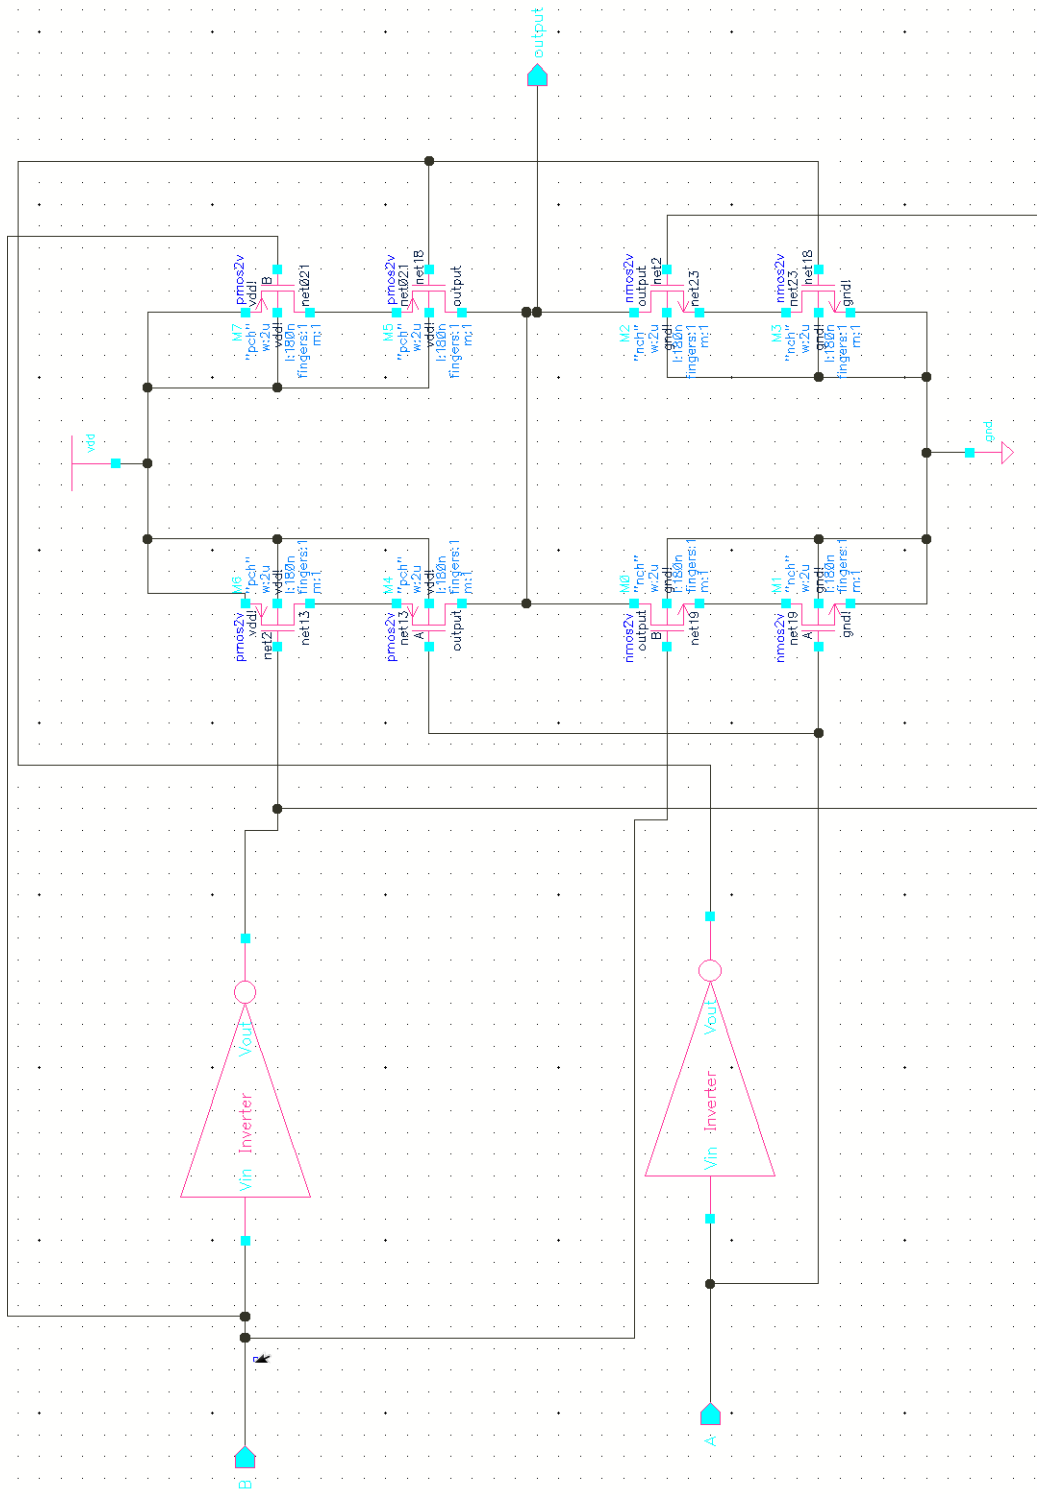 output
M7
pmos2v
vdd!
B
net021
"pch"
w:2u
vdd!
l:180n
fingers:1
m:1
M5
pmos2v
net021
net18
output
"pch"
w:2u
vdd!
l:180n
fingers:1
m:1
M2
nmos2v
output
net2
net23
"nch"
w:2u
gnd!
l:180n
fingers:1
m:1
M3
nmos2v
net23
net18
gnd!
"nch"
w:2u
gnd!
l:180n
fingers:1
m:1
vdd
gnd
M6
"pch"
w:2u
vdd!
l:180n
fingers:1
m:1
pmos2v
vdd!
net2
net13
M4
"pch"
w:2u
vdd!
l:180n
fingers:1
m:1
pmos2v
net13
A
output
M0
"nch"
w:2u
gnd!
l:180n
fingers:1
m:1
nmos2v
output
B
net19
M1
"nch"
w:2u
gnd!
l:180n
fingers:1
m:1
nmos2v
net19
A
gnd!
Vout
Inverter
Vin
Vout
Inverter
Vin
B
A